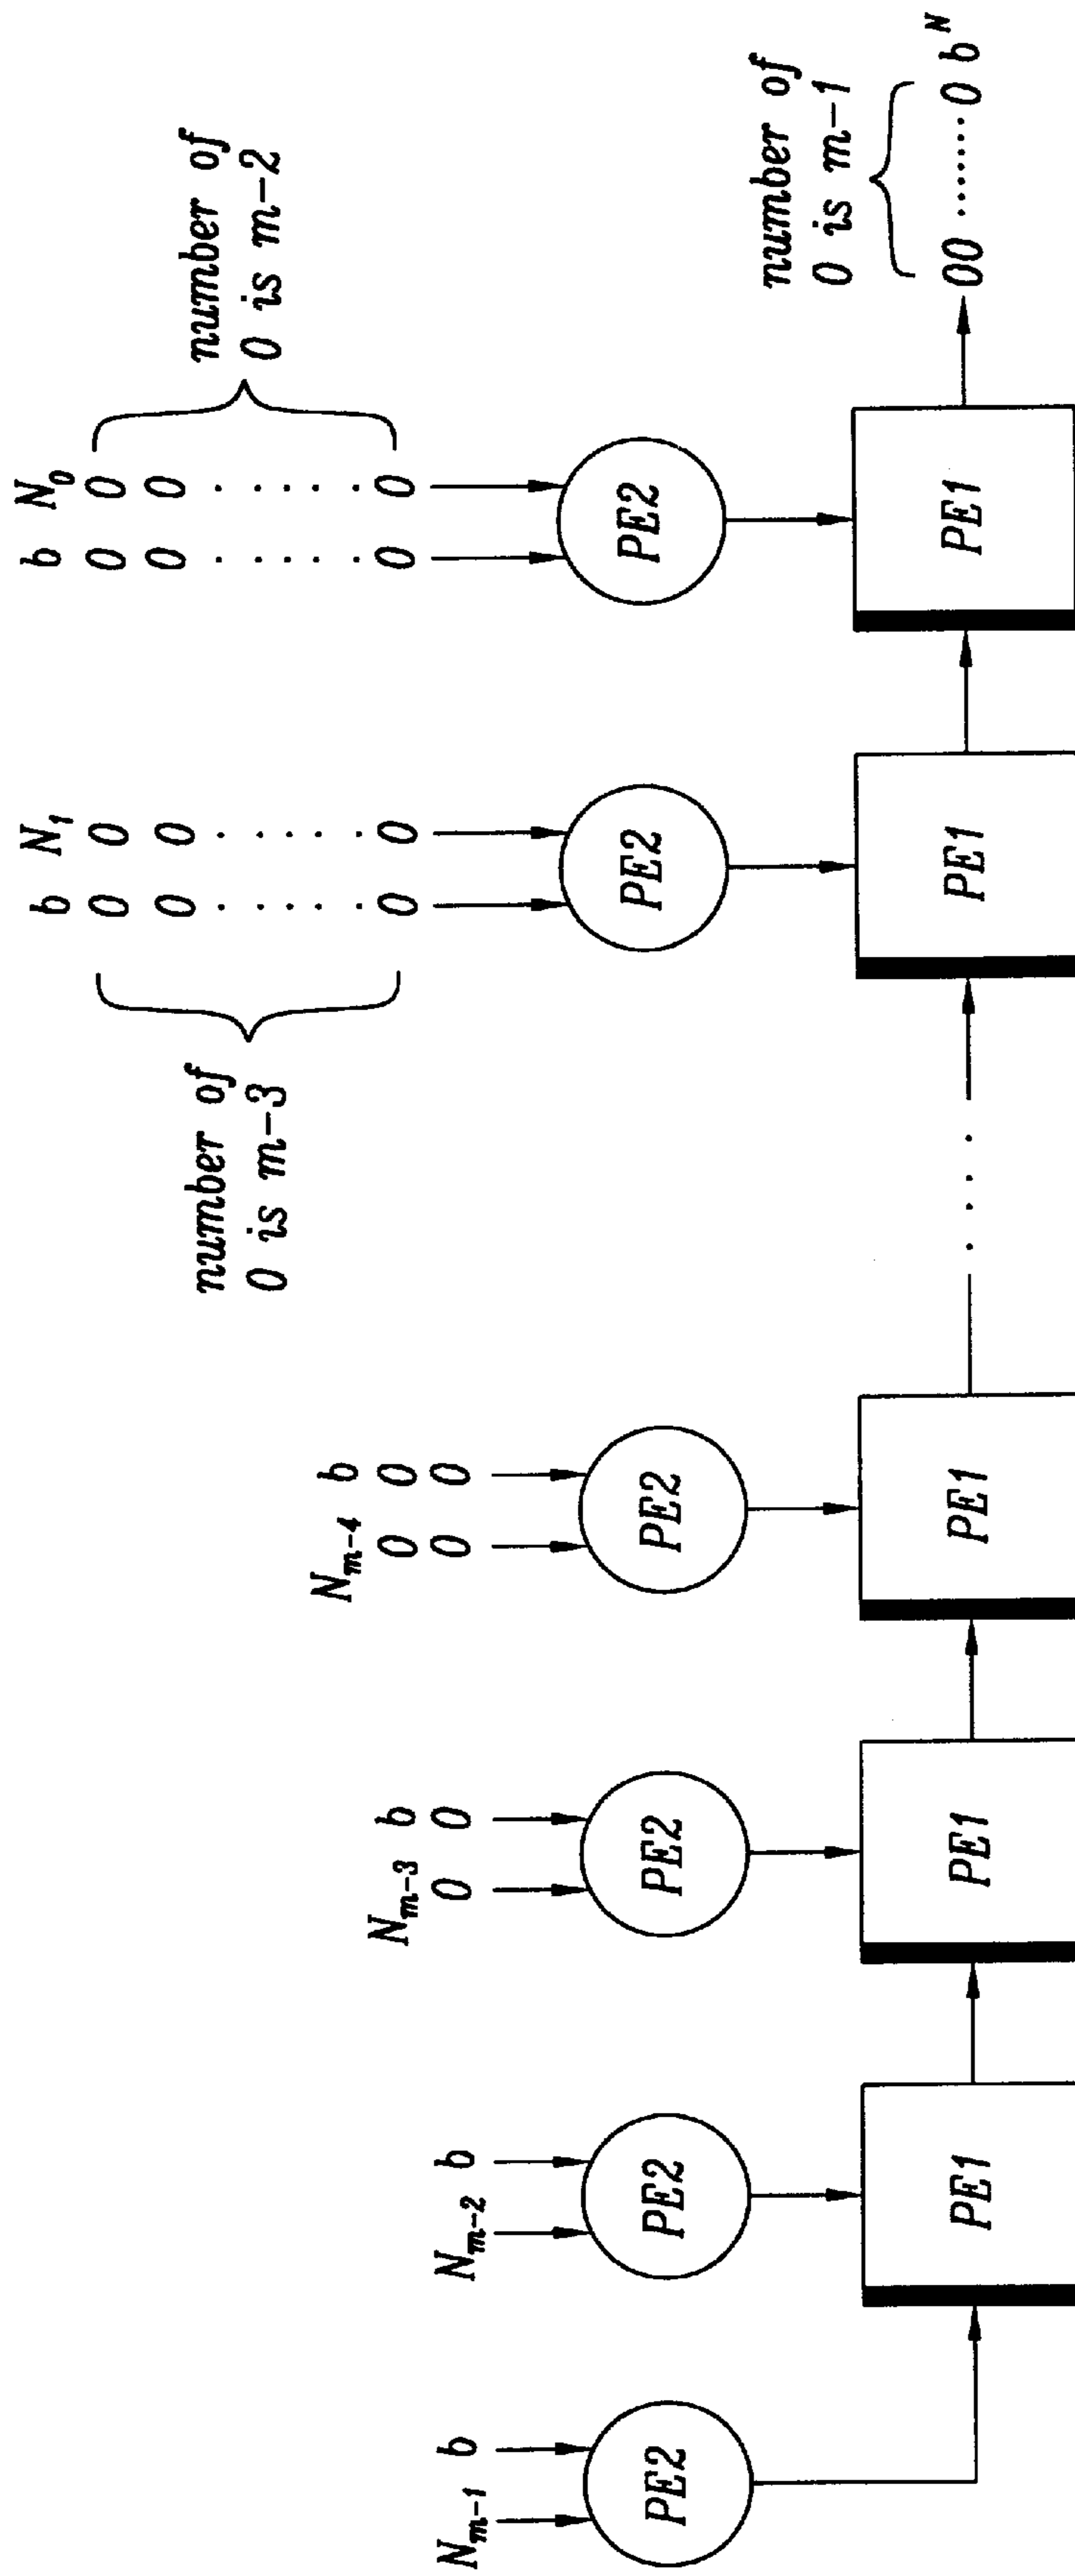 N_{m-1} b
PE2
N_{m-2} b
PE2
PE1
N_{m-3} b
0 0
PE2
PE1
N_{m-4} b
0 0
0 0
PE2
PE1
. . . .
number of
0 is m-3
b N_1
0 0
0 0
. .
. .
. .
. .
. .
0 0
PE2
PE1
b N_0
0 0
0 0
. .
. .
. .
. .
. .
0 0
number of
0 is m-2
PE2
PE1
number of
0 is m-1
00 ....... 0 b^N